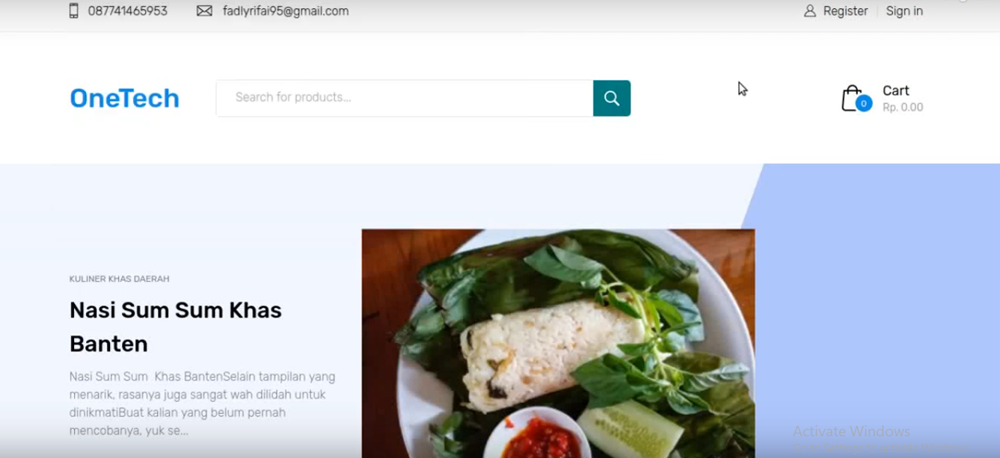 087741465953 fadlyrifai95@gmail.com Register Sign in
OneTech
Search for products...
0
Cart
Rp. 0.00
KULINER KHAS DAERAH
Nasi Sum Sum Khas
Banten
Nasi Sum Sum  Khas BantenSelain tampilan yang
menarik, rasanya juga sangat wah dilidah untuk
dinikmatiBuat kalian yang belum pernah
mencobanya, yuk se...
Activate Windows